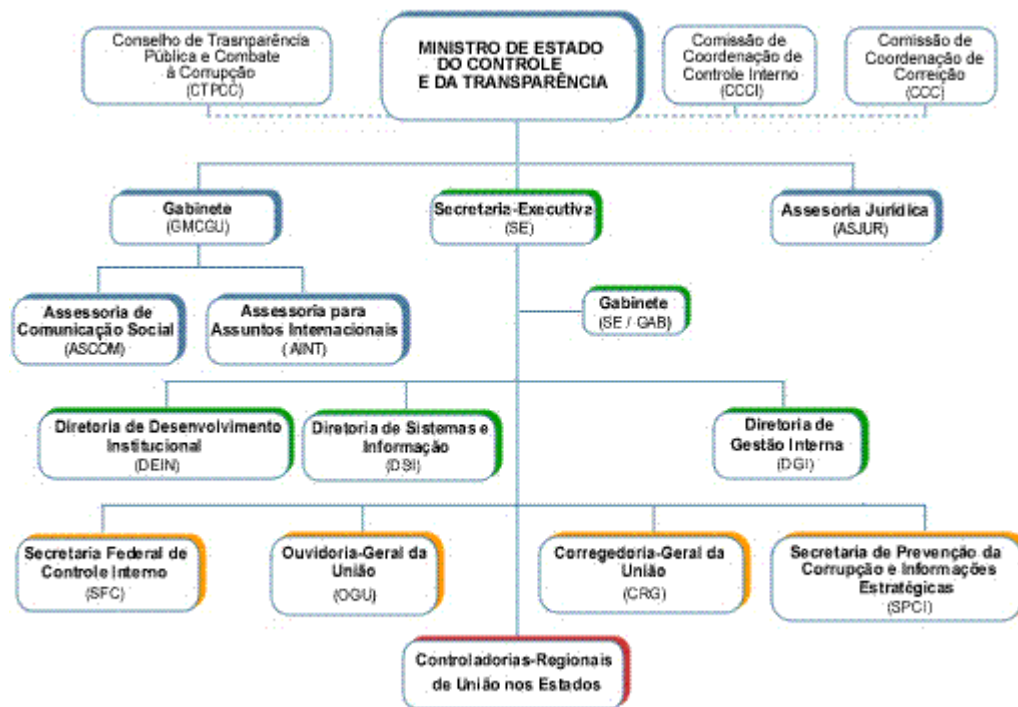 Conselho de Trasnparência
Pública e Combate
à Corrupção
(CTPCC)
MINISTRO DE ESTADO
DO CONTROLE
E DA TRANSPARÊNCIA
Comissão de
Coordenação de
Controle Interno
(CCCI)
Comissão de
Coordenação de
Correição
(CCC)
Gabinete
(GMCGU)
Secretaria-Executiva
(SE)
Assesoria Jurídica
(ASJUR)
Assessoria de
Comunicação Social
(ASCOM)
Assessoria para
Assuntos Internacionais
(AINT)
Gabinete
(SE / GAB)
Diretoria de Desenvolvimento
Institucional
(DEIN)
Diretoria de Sistemas e
Informação
(DSI)
Diretoria de
Gestão Interna
(DGI)
Secretaria Federal de
Controle Interno
(SFC)
Ouvidoria-Geral da
União
(OGU)
Corregedoria-Geral da
União
(CRG)
Secretaria de Prevenção da
Corrupção e Informações
Estratégicas
(SPCI)
Controladorias-Regionais
de União nos Estados